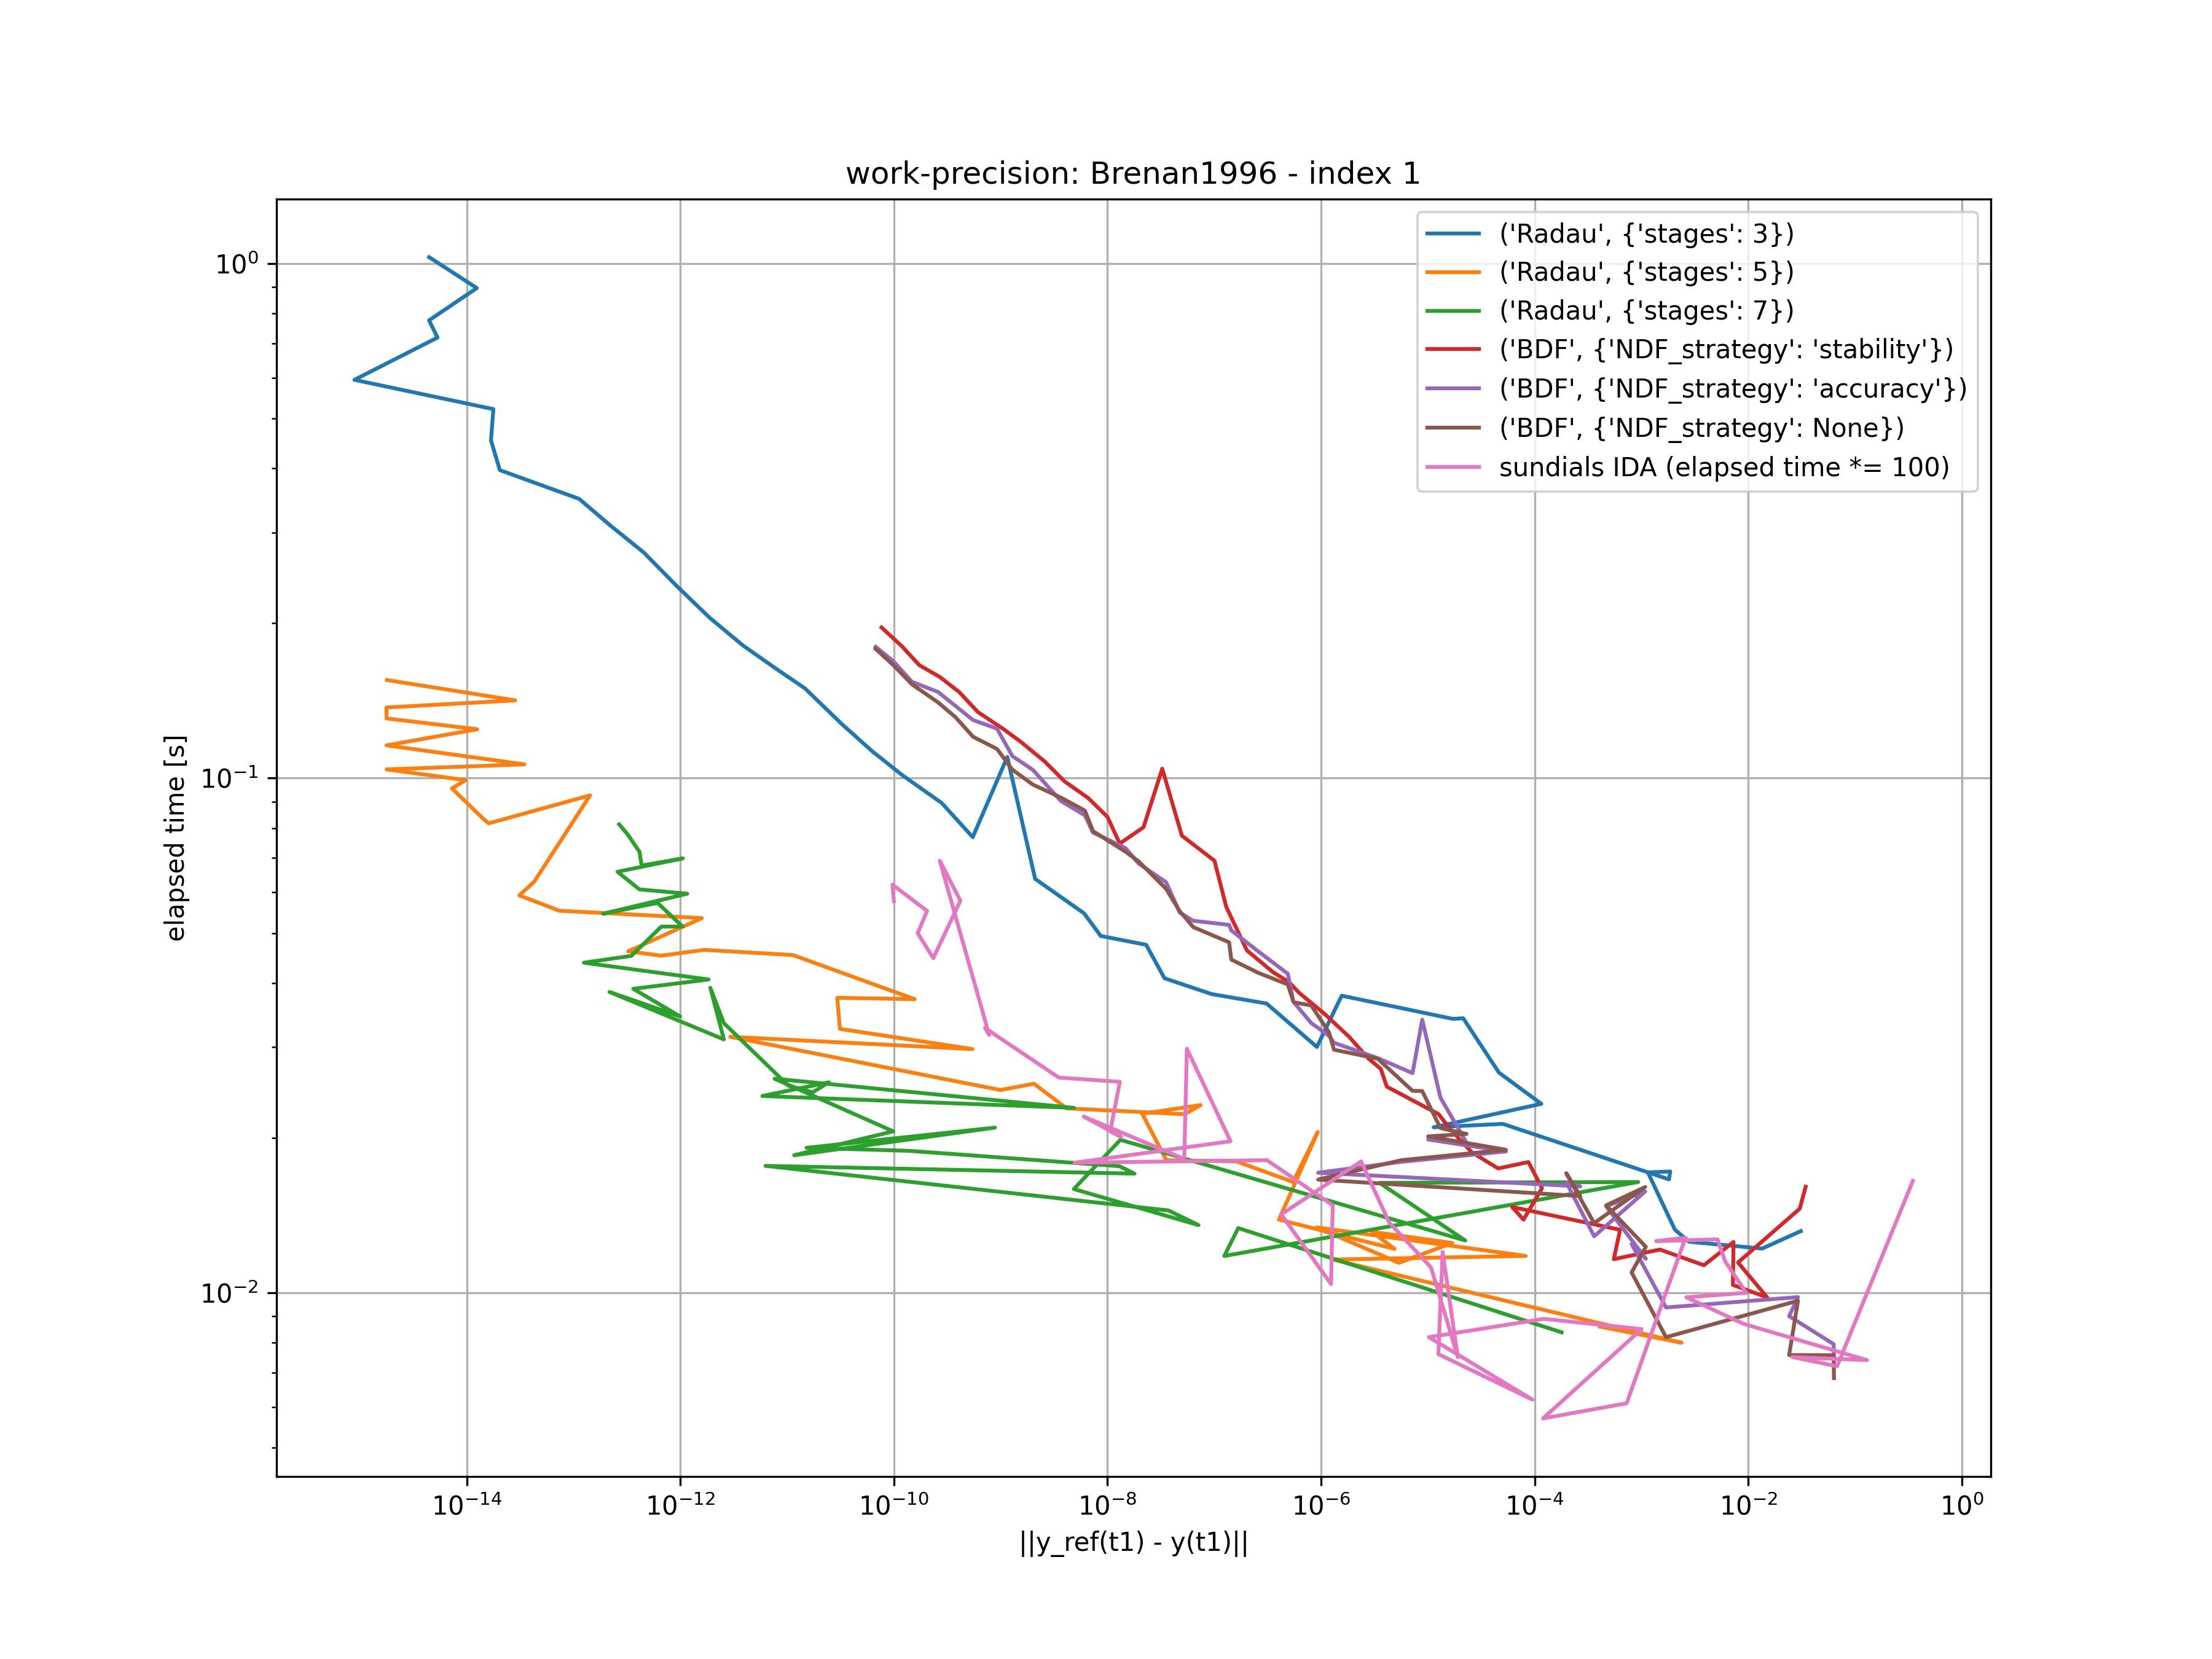 work-precision: Brenan1996 - index 1
('Radau', {'stages': 3})
('Radau', {'stages': 5})
('Radau', {'stages': 7})
('BDF', {'NDF_strategy': 'stability'})
('BDF', {'NDF_strategy': 'accuracy'})
('BDF', {'NDF_strategy': None})
sundials IDA (elapsed time *= 100)
elapsed time [s]
10⁰
10⁻¹
10⁻²
10⁻¹⁴ 10⁻¹² 10⁻¹⁰ 10⁻⁸ 10⁻⁶ 10⁻⁴ 10⁻² 10⁰
||y_ref(t1) - y(t1)||